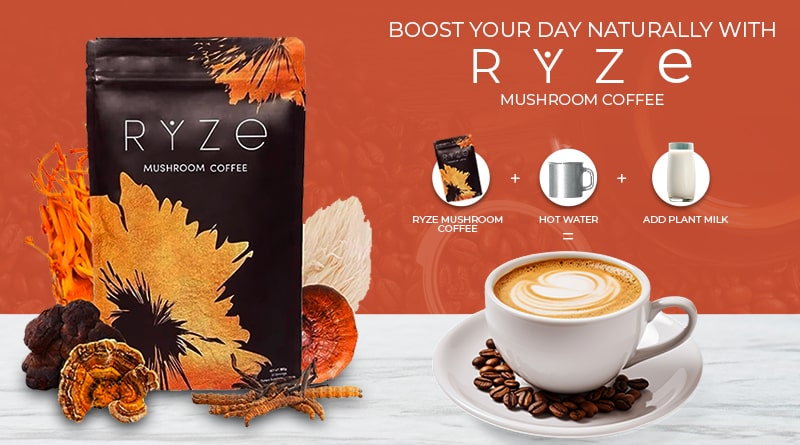 RYZe
MUSHROOM COFFEE
BOOST YOUR DAY NATURALLY WITH
RYZe
MUSHROOM COFFEE
+
+
RYZE MUSHROOM
COFFEE
HOT WATER
ADD PLANT MILK
=